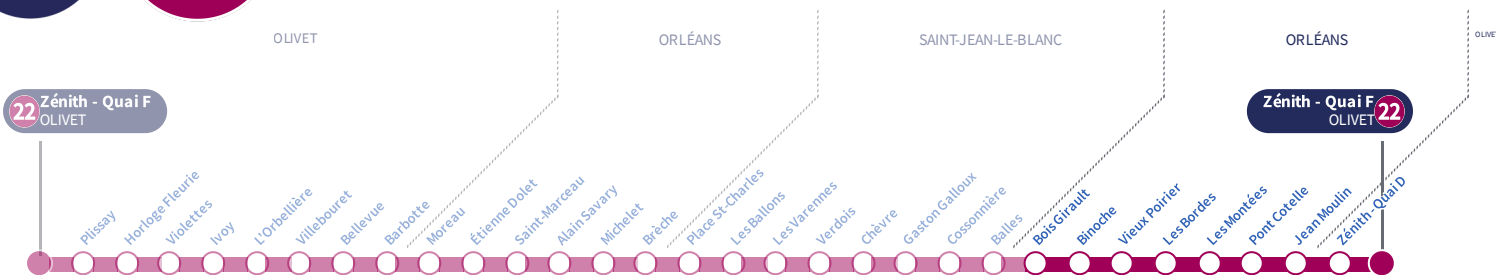 OLIVET
ORLÉANS
SAINT-JEAN-LE-BLANC
ORLÉANS
OLIVE
22 Zénith - Quai F
OLIVET
Zénith - Quai F 22
OLIVET
Plissay
Horloge Fleurie
Violettes
Ivoy
L'Orbellière
Villebouret
Bellevue
Barbotte
Moreau
Étienne Dolet
Saint-Marceau
Alain Savary
Michelet
Brèche
Place St-Charles
Les Ballons
Les Varennes
Verdois
Chèvre
Gaston Galloux
Cossonnière
Balles
Bois Girault
Binoche
Vieux Poirier
Les Bordes
Les Montées
Pont Cotelle
Jean Moulin
Zénith - Quai D